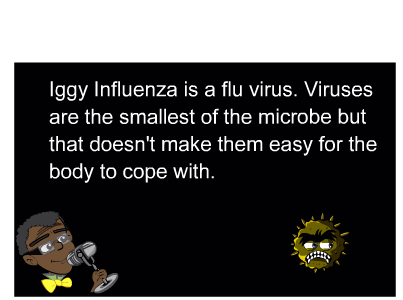 Iggy Influenza is a flu virus. Viruses
are the smallest of the microbe but
that doesn't make them easy for the
body to cope with.